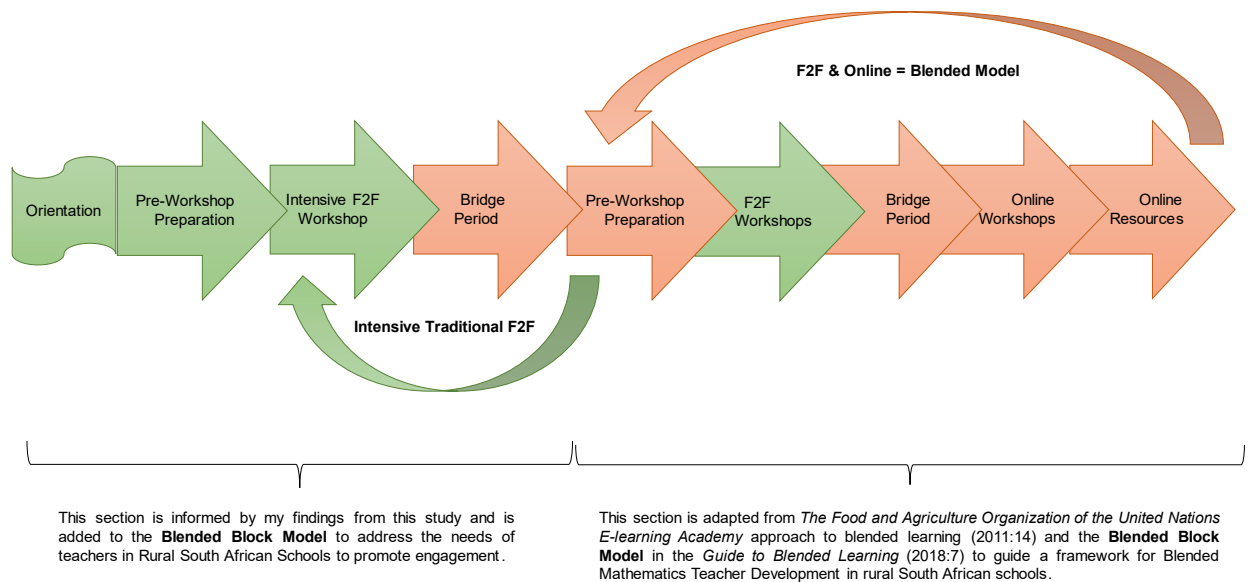 F2F & Online = Blended Model
Orientation
Pre-Workshop
Preparation
Intensive F2F
Workshop
Bridge
Period
Pre-Workshop
Preparation
F2F
Workshops
Bridge
Period
Online
Workshops
Online
Resources
Intensive Traditional F2F
This section is informed by my findings from this study and is
added to the Blended Block Model to address the needs of
teachers in Rural South African Schools to promote engagement.
This section is adapted from The Food and Agriculture Organization of the United Nations
E-learning Academy approach to blended learning (2011:14) and the Blended Block
Model in the Guide to Blended Learning (2018:7) to guide a framework for Blended
Mathematics Teacher Development in rural South African schools.